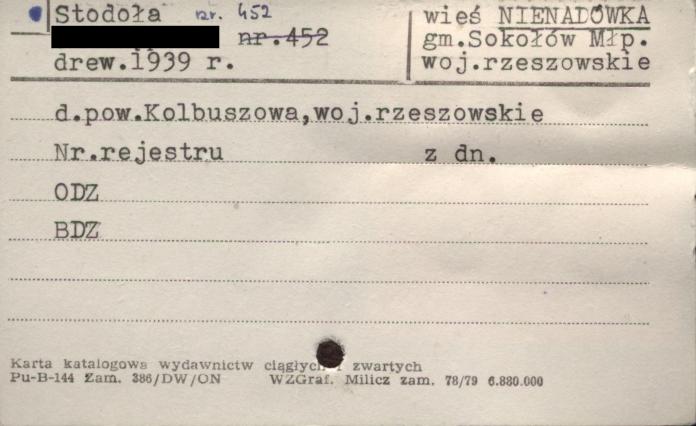 Stodoła nr. 452
nr.452
drew.1939 r.
wieś NIENADÓWKA
gm.Sokołów Młp.
woj.rzeszowskie
d.pow.Kolbuszowa,woj.rzeszowskie
Nr.rejestru z dn.
ODZ
BDZ
Karta katalogowa wydawnictw ciągłych i zwartych
Pu-B-144 Zam. 386/DW/ON WZGraf. Milicz zam. 78/79 6.880.000